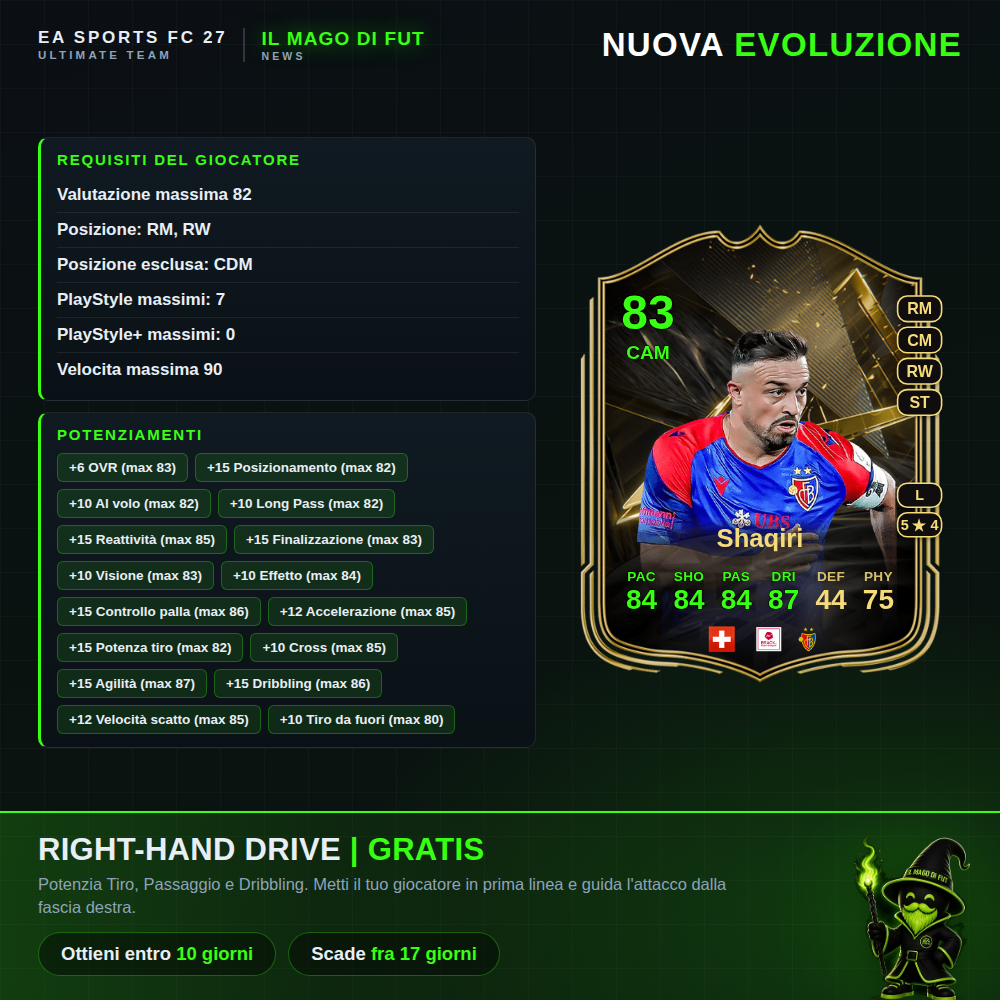 EA SPORTS FC 27
ULTIMATE TEAM
IL MAGO DI FUT
NEWS
NUOVA EVOLUZIONE
REQUISITI DEL GIOCATORE
Valutazione massima 82
Posizione: RM, RW
Posizione esclusa: CDM
PlayStyle massimi: 7
PlayStyle+ massimi: 0
Velocita massima 90
POTENZIAMENTI
+6 OVR (max 83)
+15 Posizionamento (max 82)
+10 Al volo (max 82)
+10 Long Pass (max 82)
+15 Reattività (max 85)
+15 Finalizzazione (max 83)
+10 Visione (max 83)
+10 Effetto (max 84)
+15 Controllo palla (max 86)
+12 Accelerazione (max 85)
+15 Potenza tiro (max 82)
+10 Cross (max 85)
+15 Agilità (max 87)
+15 Dribbling (max 86)
+12 Velocità scatto (max 85)
+10 Tiro da fuori (max 80)
83
CAM
RM
CM
RW
ST
L
5 ★ 4
UBS
Shaqiri
PAC SHO PAS DRI DEF PHY
84 84 84 87 44 75
RIGHT-HAND DRIVE | GRATIS
Potenzia Tiro, Passaggio e Dribbling. Metti il tuo giocatore in prima linea e guida l'attacco dalla
fascia destra.
Ottieni entro 10 giorni
Scade fra 17 giorni
IL MAGO DI FUT